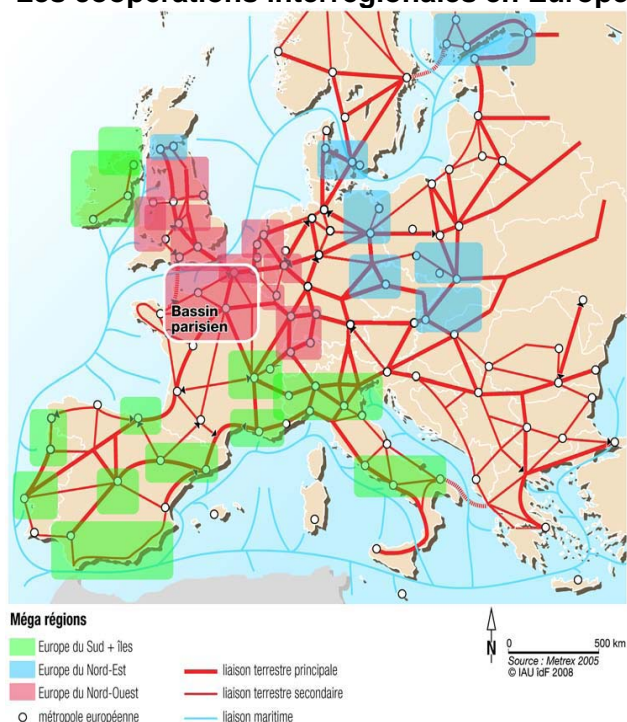 Les coopérations interrégionales en Europe
Bassin
parisien
Méga régions
Europe du Sud + îles
Europe du Nord-Est
Europe du Nord-Ouest
métropole européenne
liaison terrestre principale
liaison terrestre secondaire
liaison maritime
N
0 500 km
Source : Metrex 2005
© IAU îdF 2008